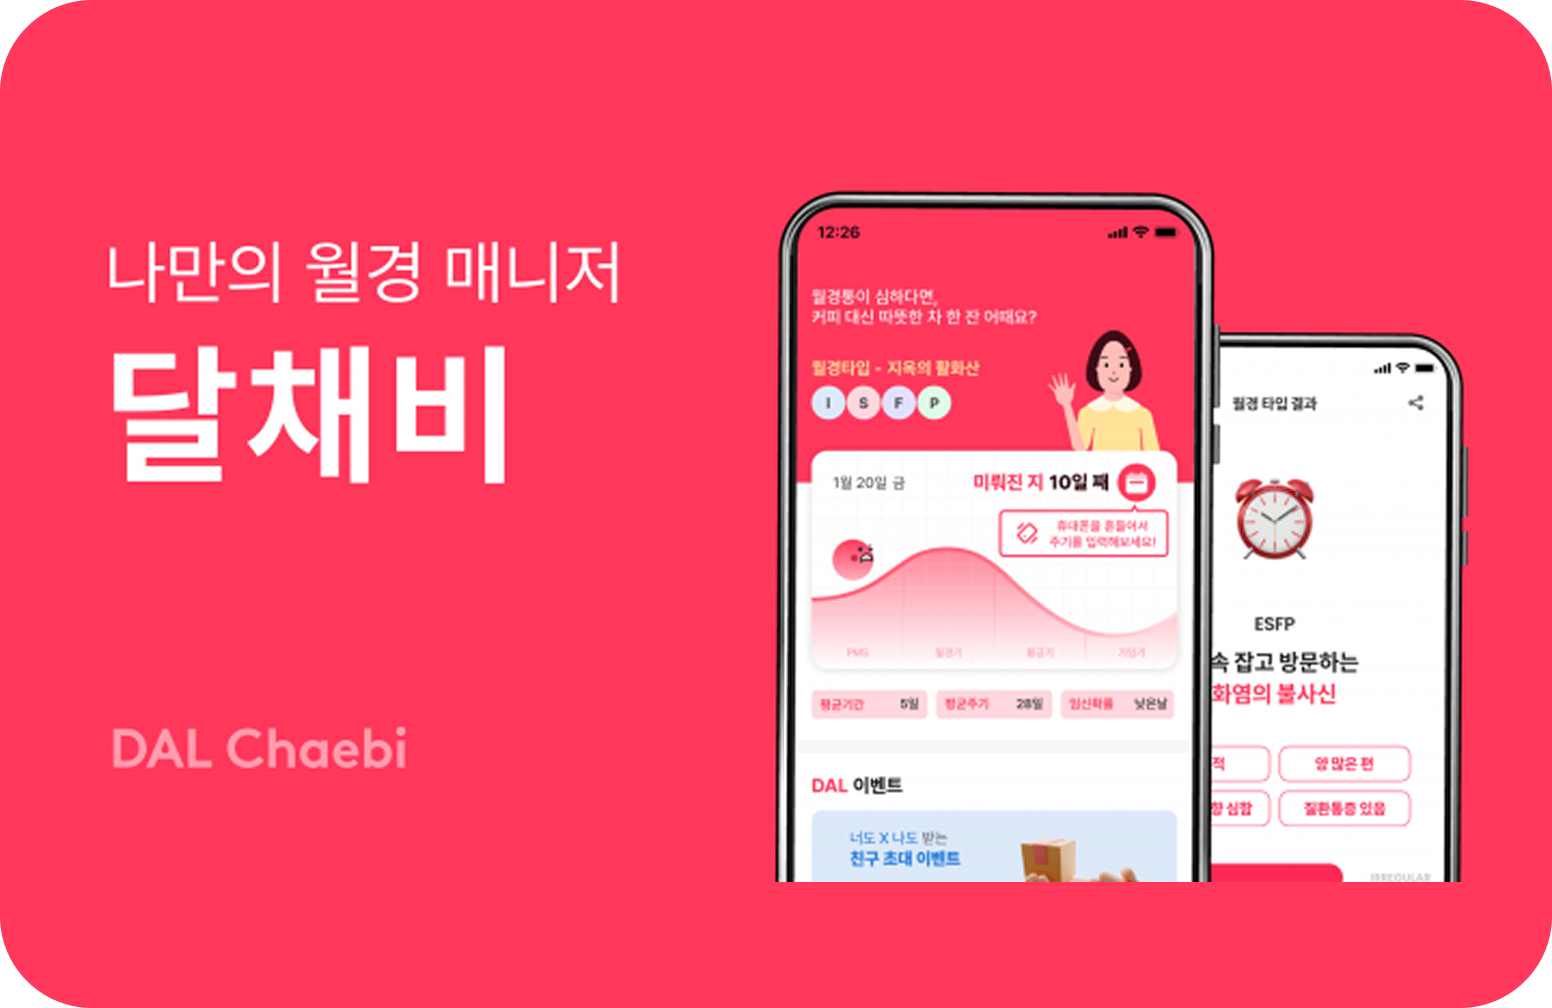 나만의 월경 매니저
달채비
DAL Chaebi
12:26
월경통이 심하다면,
커피 대신 따뜻한 차 한 잔 어때요?
월경타입 - 지옥의 활화산
I S F P
1월 20일 금
미뤄진 지 10일 째
휴대폰을 흔들어서
주기를 입력해보세요!
PMS 월경기 황금기 가임기
평균기간 5일 평균주기 28일 임신확률 낮은날
DAL 이벤트
너도 X 나도 받는
친구 초대 이벤트
월경 타입 결과
ESFP
속 잡고 방문하는
화염의 불사신
적 양 많은 편
향 심함 질환통증 있음
IRREGULAR